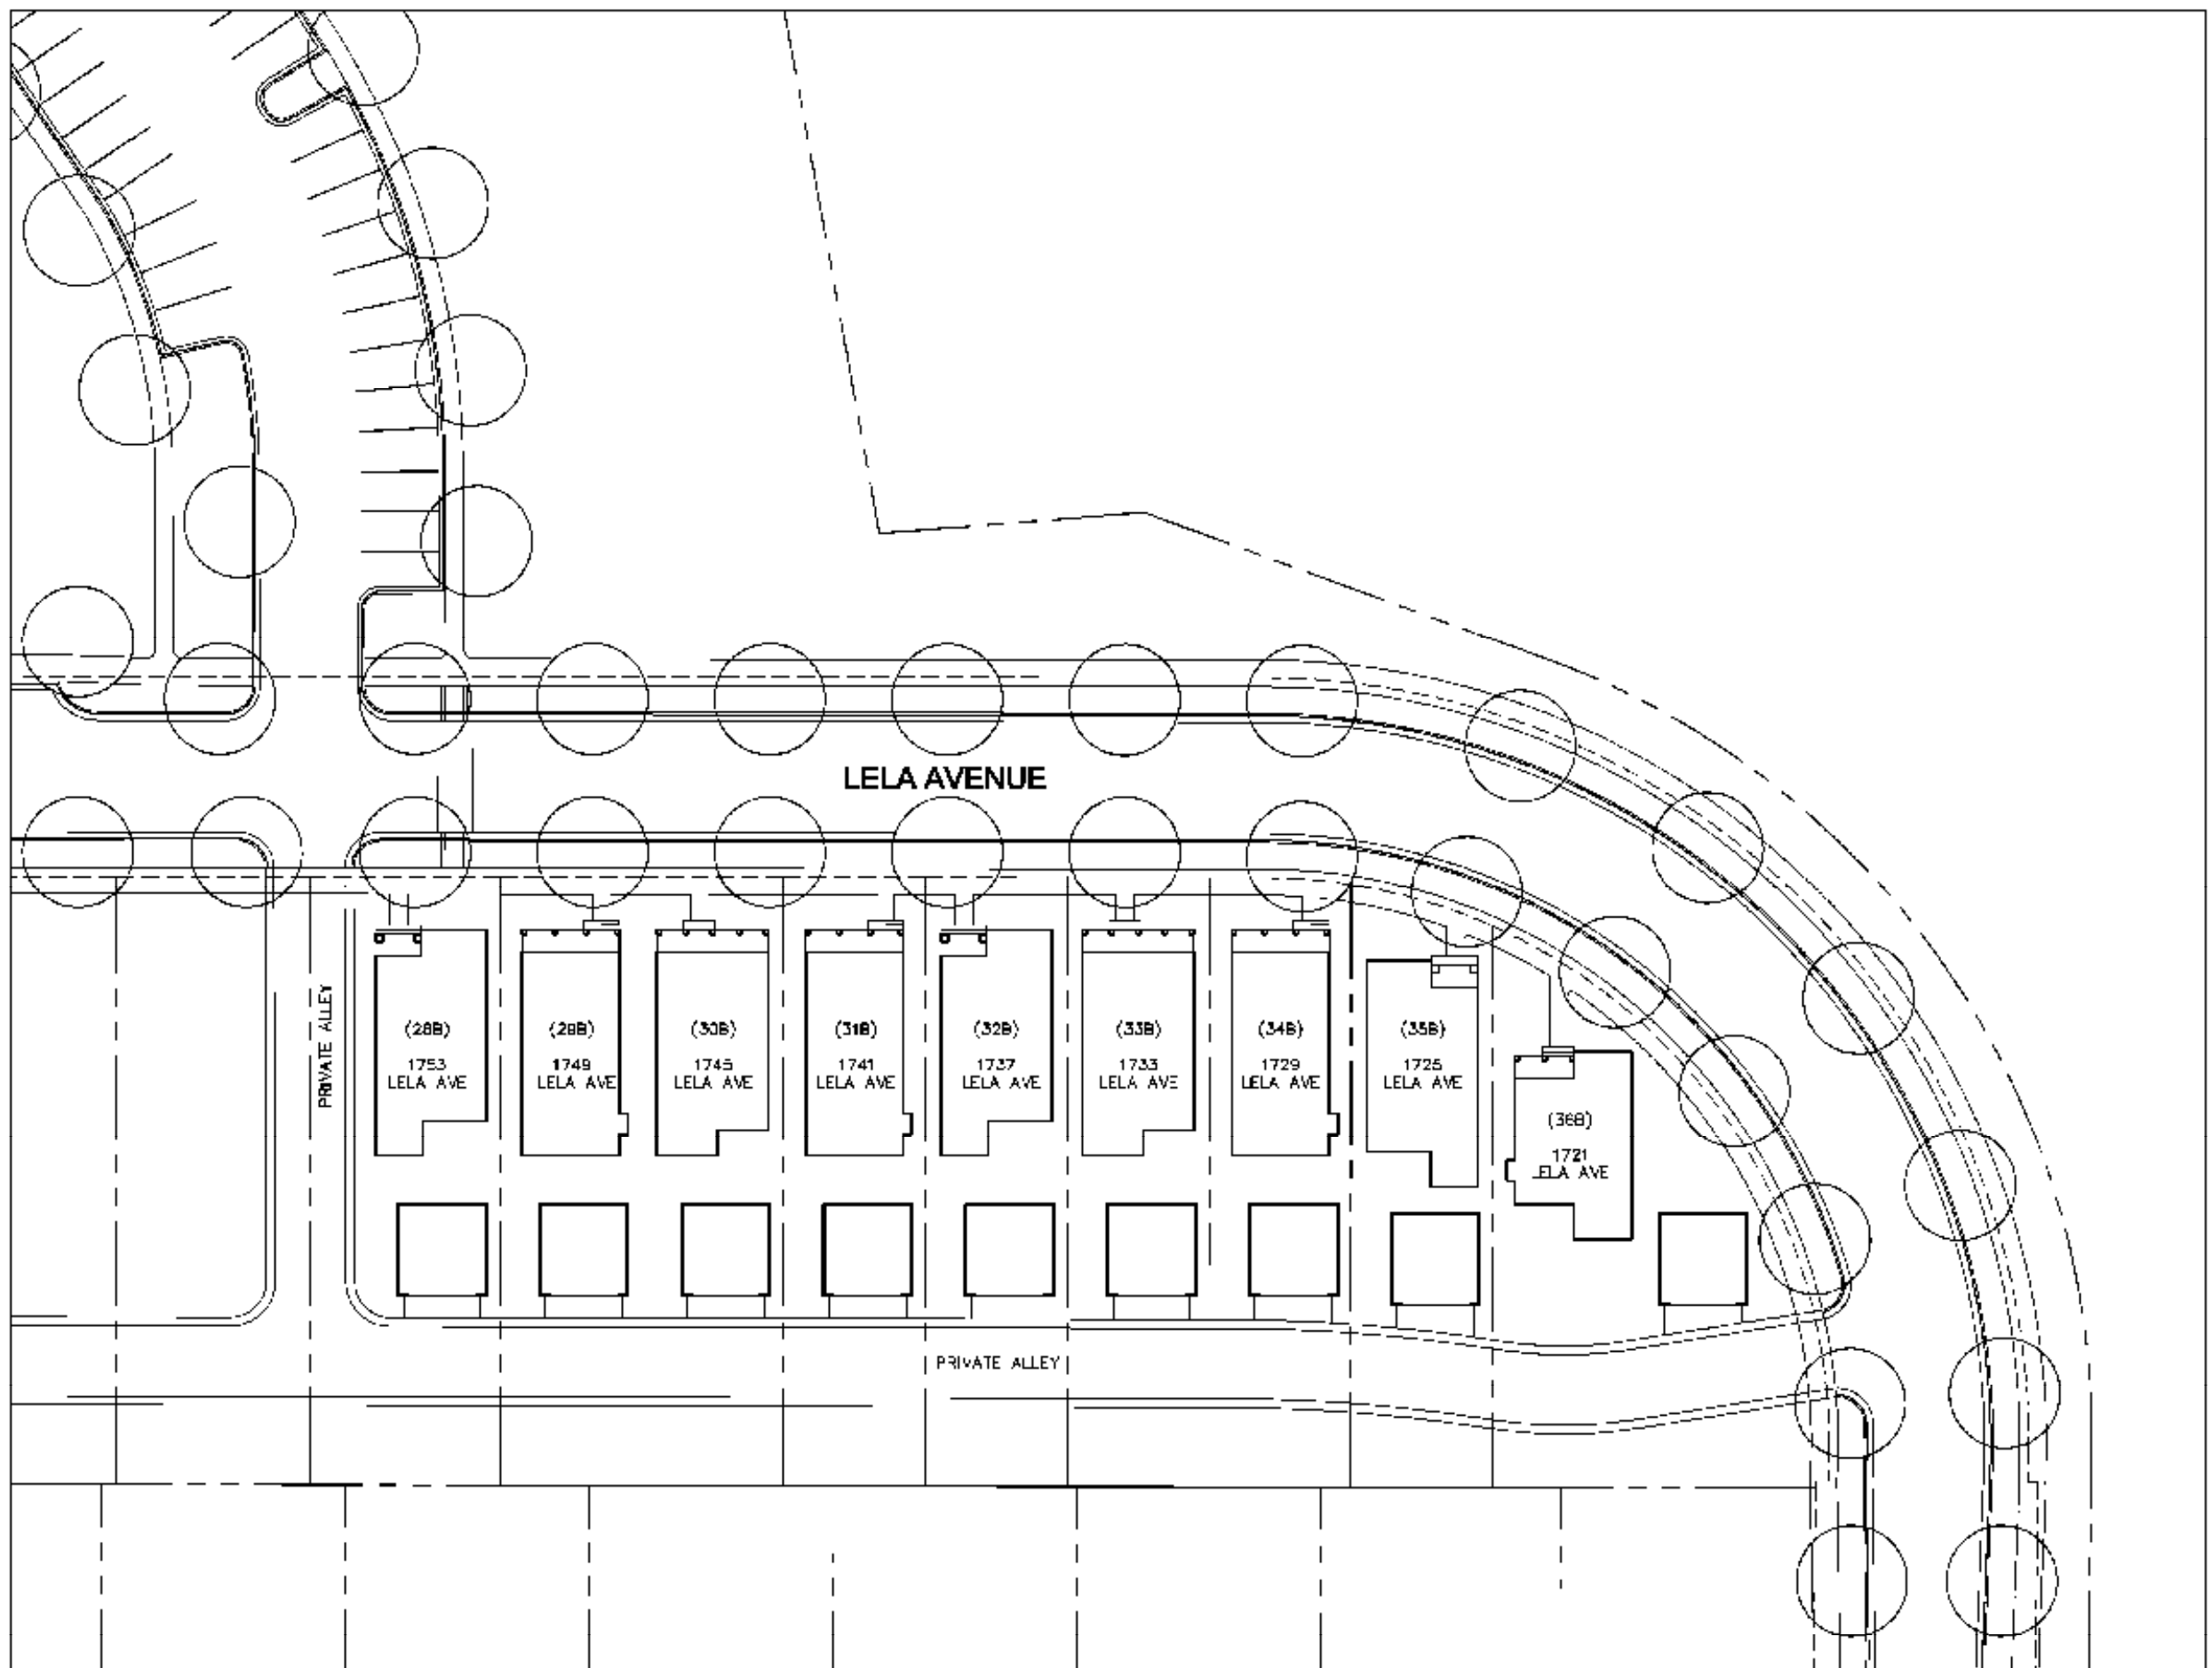 LELA AVENUE
PRIVATE ALLEY
(28B)
1753
LELA AVE
(29B)
1749
LELA AVE
(30B)
1745
LELA AVE
(31B)
1741
LELA AVE
(32B)
1737
LELA AVE
(33B)
1733
LELA AVE
(34B)
1729
LELA AVE
(35B)
1725
LELA AVE
(36B)
1721
LELA AVE
PRIVATE ALLEY